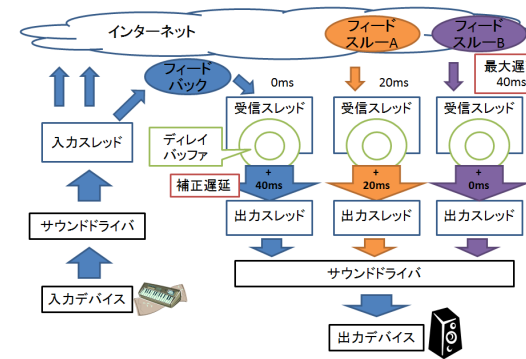 インターネット
フィード
スルーA
フィード
スルーB
フィード
バック
最大遅
40ms
0ms
20ms
受信スレッド
受信スレッド
受信スレッド
入力スレッド
ディレイ
バッファ
補正遅延
+
40ms
+
20ms
+
0ms
出力スレッド
出力スレッド
出力スレッド
サウンドドライバ
サウンドドライバ
入力デバイス
出力デバイス